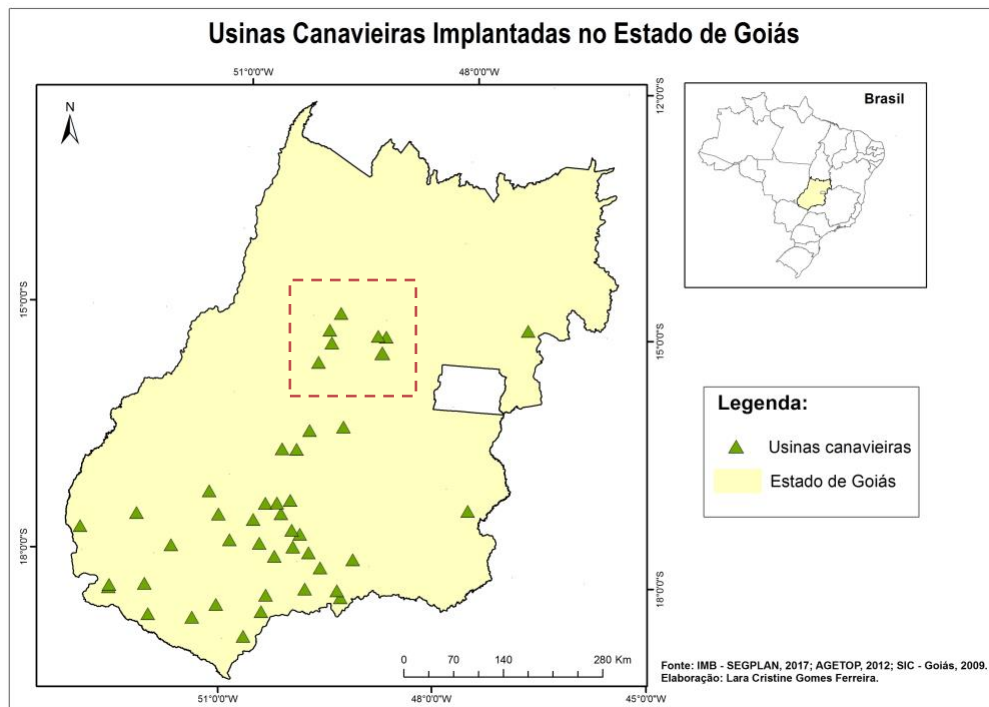 Usinas Canavieiras Implantadas no Estado de Goiás
51°0'0"W
48°0'0"W
12°0'0"S
N
Brasil
15°0'0"S
15°0'0"S
Legenda:
Usinas canavieiras
Estado de Goiás
18°0'0"S
18°0'0"S
0 70 140 280 Km
Fonte: IMB - SEGPLAN, 2017; AGETOP, 2012; SIC - Goiás, 2009.
Elaboração: Lara Cristine Gomes Ferreira.
51°0'0"W
48°0'0"W
45°0'0"W